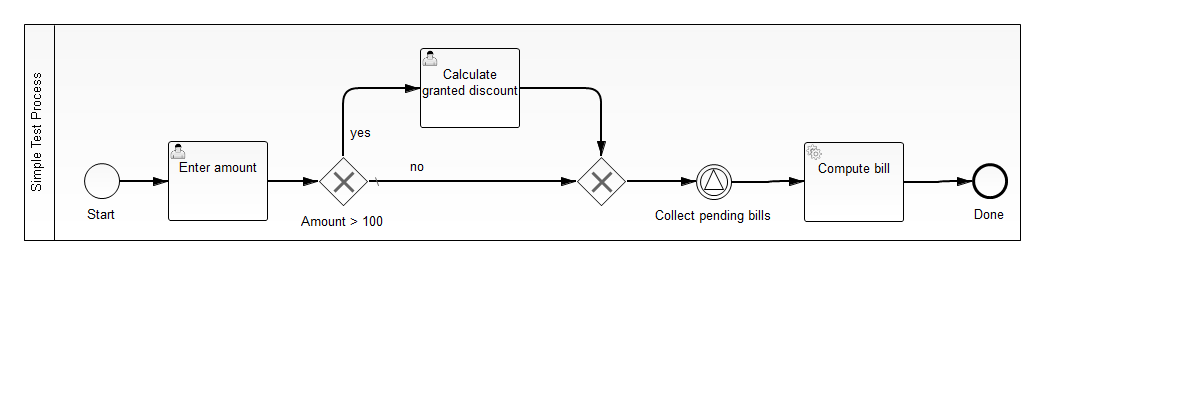 Simple Test Process
Start
Enter amount
Amount > 100
yes
no
Calculate
granted discount
Collect pending bills
Compute bill
Done